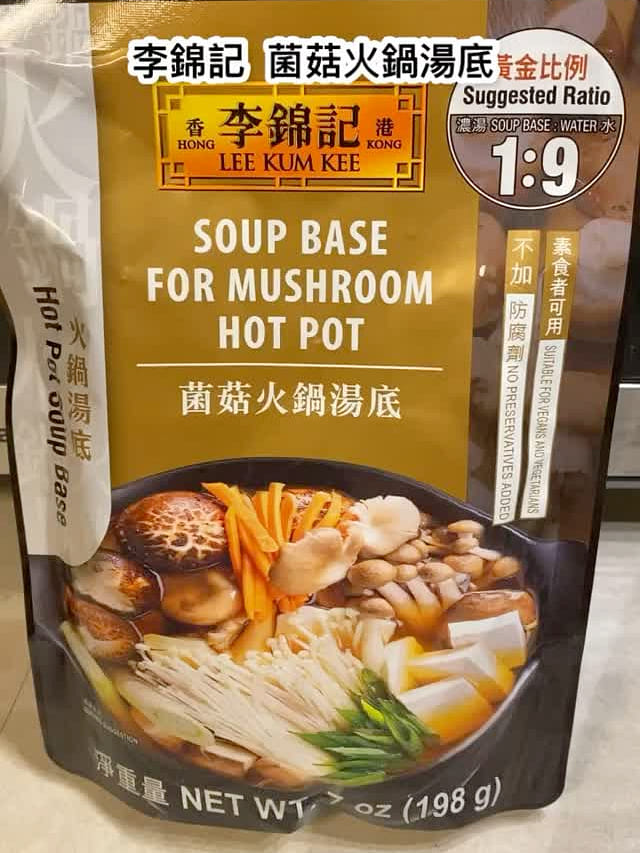 李錦記 菌菇火鍋湯底
黃金比例
Suggested Ratio
濃湯 SOUP BASE : WATER 水
1:9
香 李錦記 港
HONG LEE KUM KEE KONG
SOUP BASE
FOR MUSHROOM
HOT POT
菌菇火鍋湯底
不加防腐劑 NO PRESERVATIVES ADDED
素食者可用 SUITABLE FOR VEGANS AND VEGETARIANS
火鍋湯底
Hot Pot Soup Base
淨重量 NET WT. 7 oz (198 g)